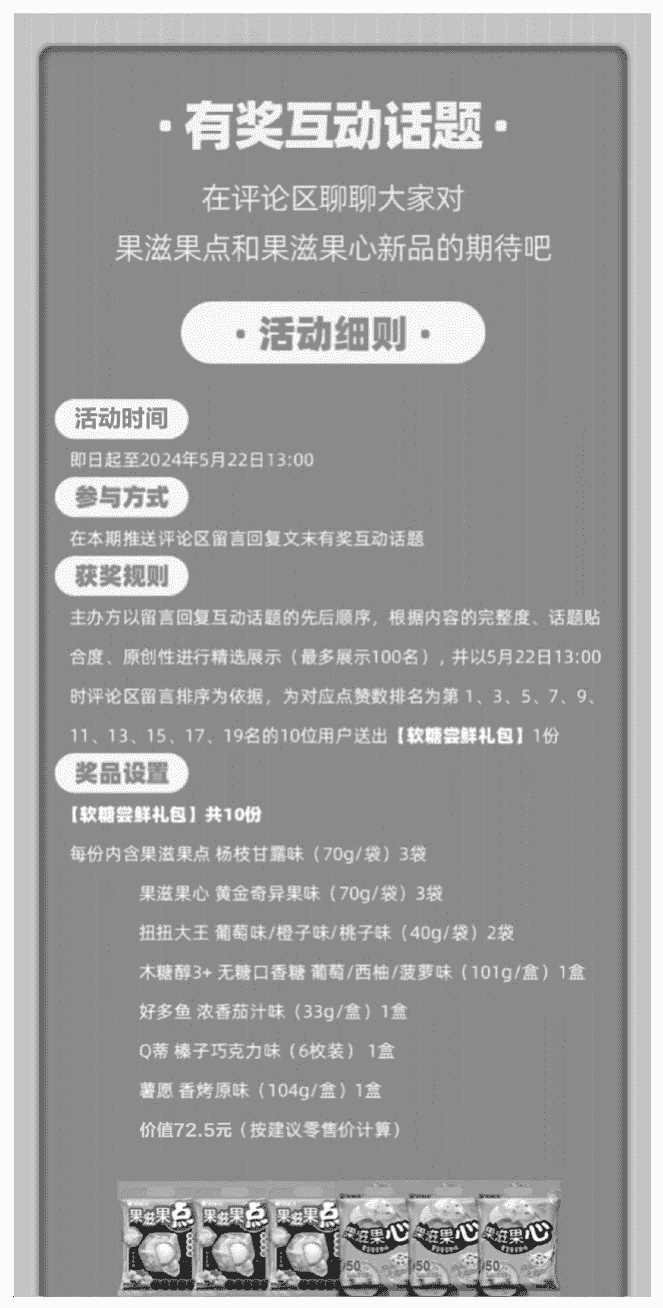 ·有奖互动话题·
在评论区聊聊大家对
果滋果点和果滋果心新品的期待吧
·活动细则·
活动时间
即日起至2024年5月22日13:00
参与方式
在本期推送评论区留言回复文末有奖互动话题
获奖规则
主办方以留言回复互动话题的先后顺序，根据内容的完整度、话题贴
合度、原创性进行精选展示（最多展示100名），并以5月22日13:00
时评论区留言排序为依据，为对应点赞数排名为第 1、3、5、7、9、
11、13、15、17、19名的10位用户送出【软糖尝鲜礼包】1份
奖品设置
【软糖尝鲜礼包】共10份
每份内含果滋果点 杨枝甘露味（70g/袋）3袋
果滋果心 黄金奇异果味（70g/袋）3袋
扭扭大王 葡萄味/橙子味/桃子味（40g/袋）2袋
木糖醇3+ 无糖口香糖 葡萄/西柚/菠萝味（101g/盒）1盒
好多鱼 浓香茄汁味（33g/盒）1盒
Q蒂 榛子巧克力味（6枚装） 1盒
薯愿 香烤原味（104g/盒）1盒
价值72.5元（按建议零售价计算）
果滋果点 果滋果点 果滋果点 果滋果心 果滋果心 果滋果心
50% 50% 50%